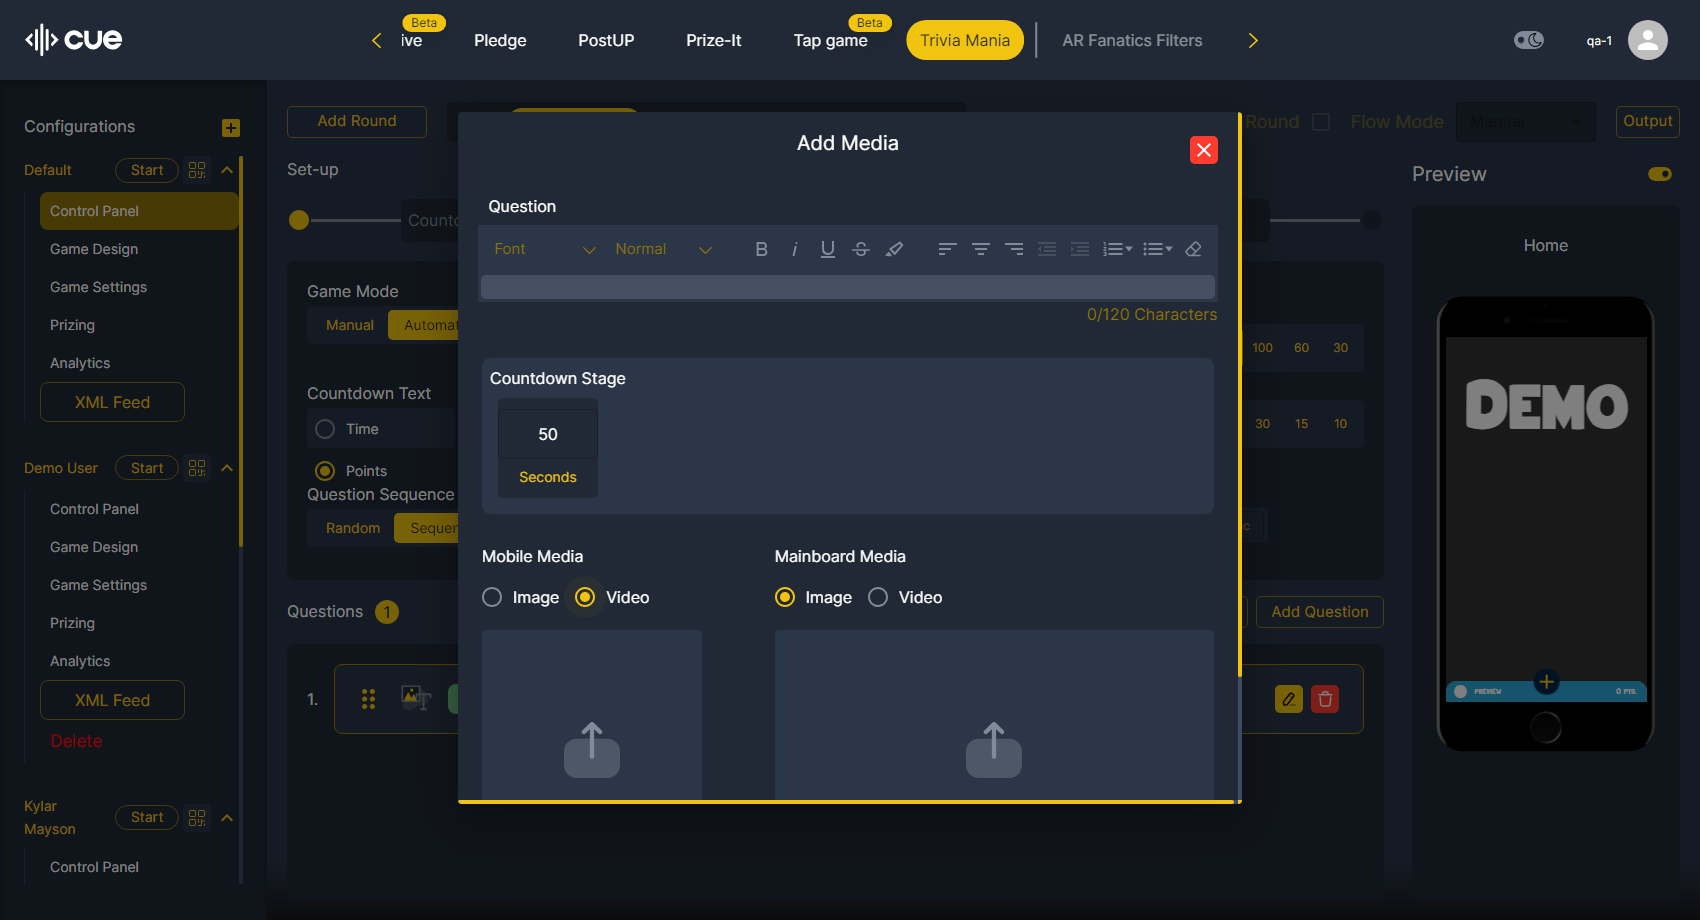 cue
Beta
ive
Pledge
PostUP
Prize-It
Beta
Tap game
Trivia Mania
AR Fanatics Filters
qa-1
Configurations
Default
Start
Control Panel
Game Design
Game Settings
Prizing
Analytics
XML Feed
Demo User
Start
Control Panel
Game Design
Game Settings
Prizing
Analytics
XML Feed
Delete
Kylar
Mayson
Start
Control Panel
Add Round
Round
Flow Mode
Manual
Output
Set-up
Countd
Game Mode
Manual
Automat
Countdown Text
Time
Points
Question Sequence
Random
Sequen
100 60 30
30 15 10
Questions 1
Add Question
1.
Add Media
Question
Font
Normal
B i U S
0/120 Characters
Countdown Stage
50
Seconds
Mobile Media
Image
Video
Mainboard Media
Image
Video
Preview
Home
DEMO
PREVIEW
0 PTS.